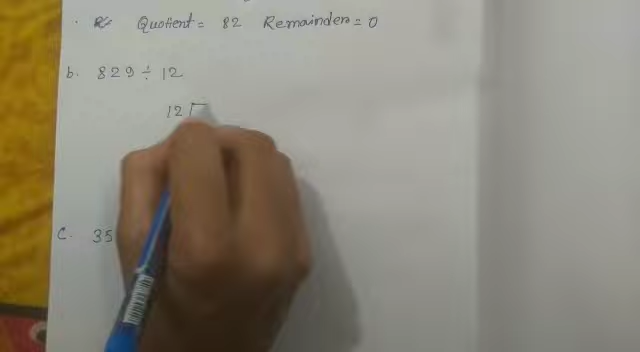 Quotient = 82 Remainder = 0
b. 829 ÷ 12
12
c. 35